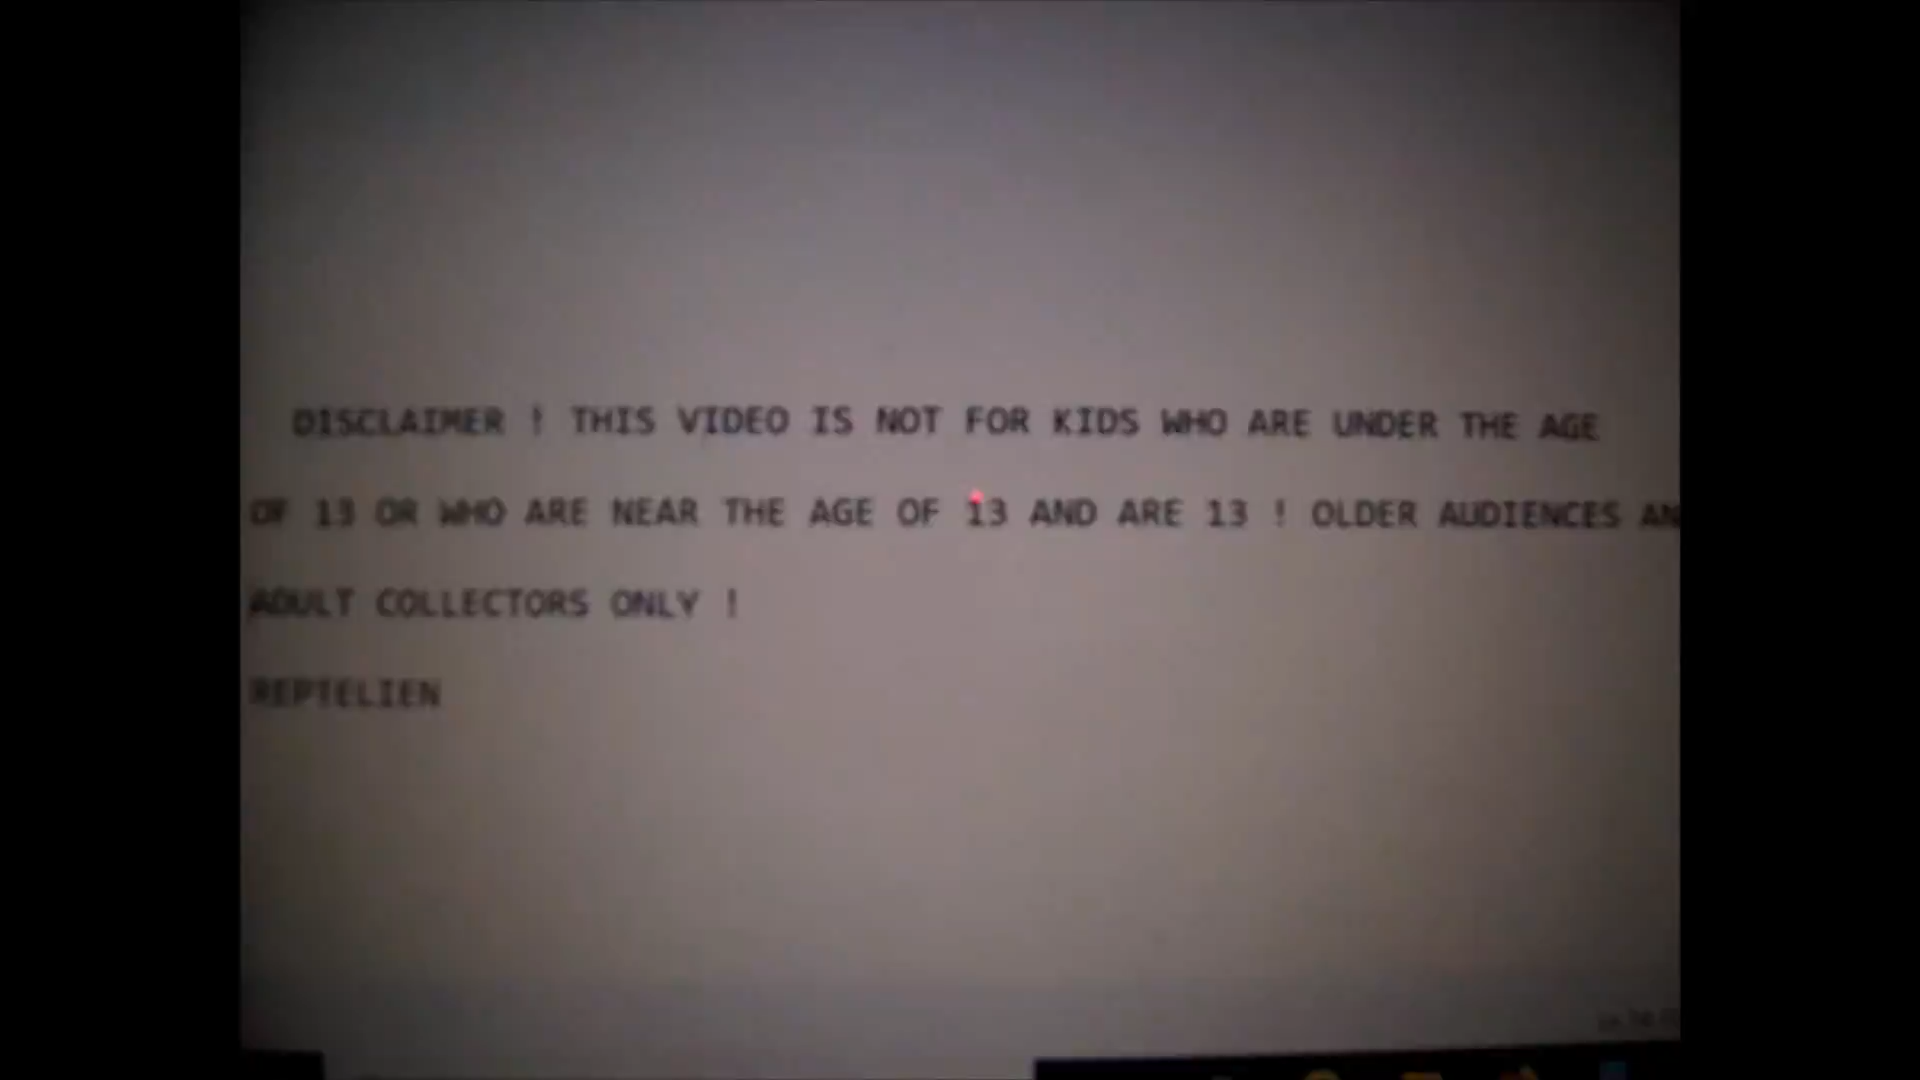 DISCLAIMER ! THIS VIDEO IS NOT FOR KIDS WHO ARE UNDER THE AGE
OF 13 OR WHO ARE NEAR THE AGE OF 13 AND ARE 13 ! OLDER AUDIENCES AN
ADULT COLLECTORS ONLY !
REPTELIEN